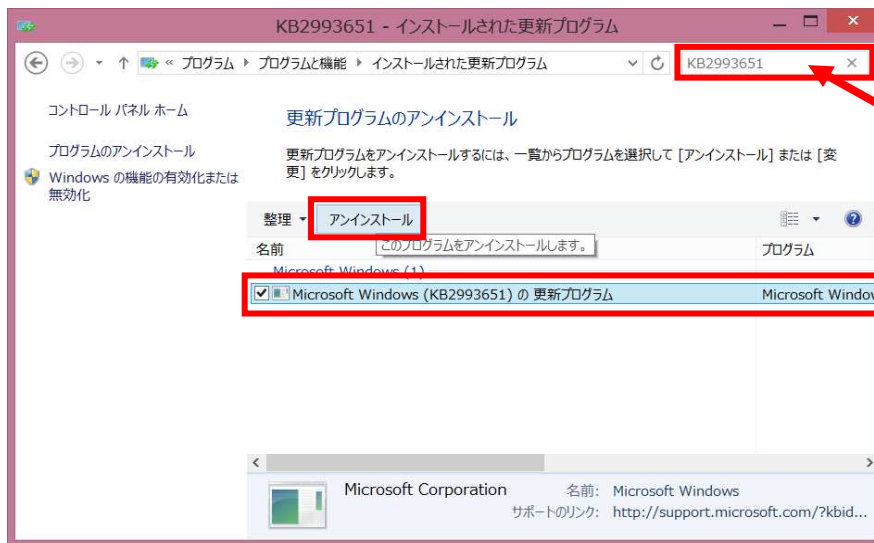 KB2993651 - インストールされた更新プログラム
« プログラム ▸ プログラムと機能 ▸ インストールされた更新プログラム
KB2993651
コントロール パネル ホーム
プログラムのアンインストール
Windows の機能の有効化または
無効化
更新プログラムのアンインストール
更新プログラムをアンインストールするには、一覧からプログラムを選択して [アンインストール] または [変
更] をクリックします。
整理 アンインストール
このプログラムをアンインストールします。
名前 プログラム
Microsoft Windows (1)
Microsoft Windows (KB2993651) の 更新プログラム Microsoft Window
Microsoft Corporation 名前: Microsoft Windows
サポートのリンク: http://support.microsoft.com/?kbid...